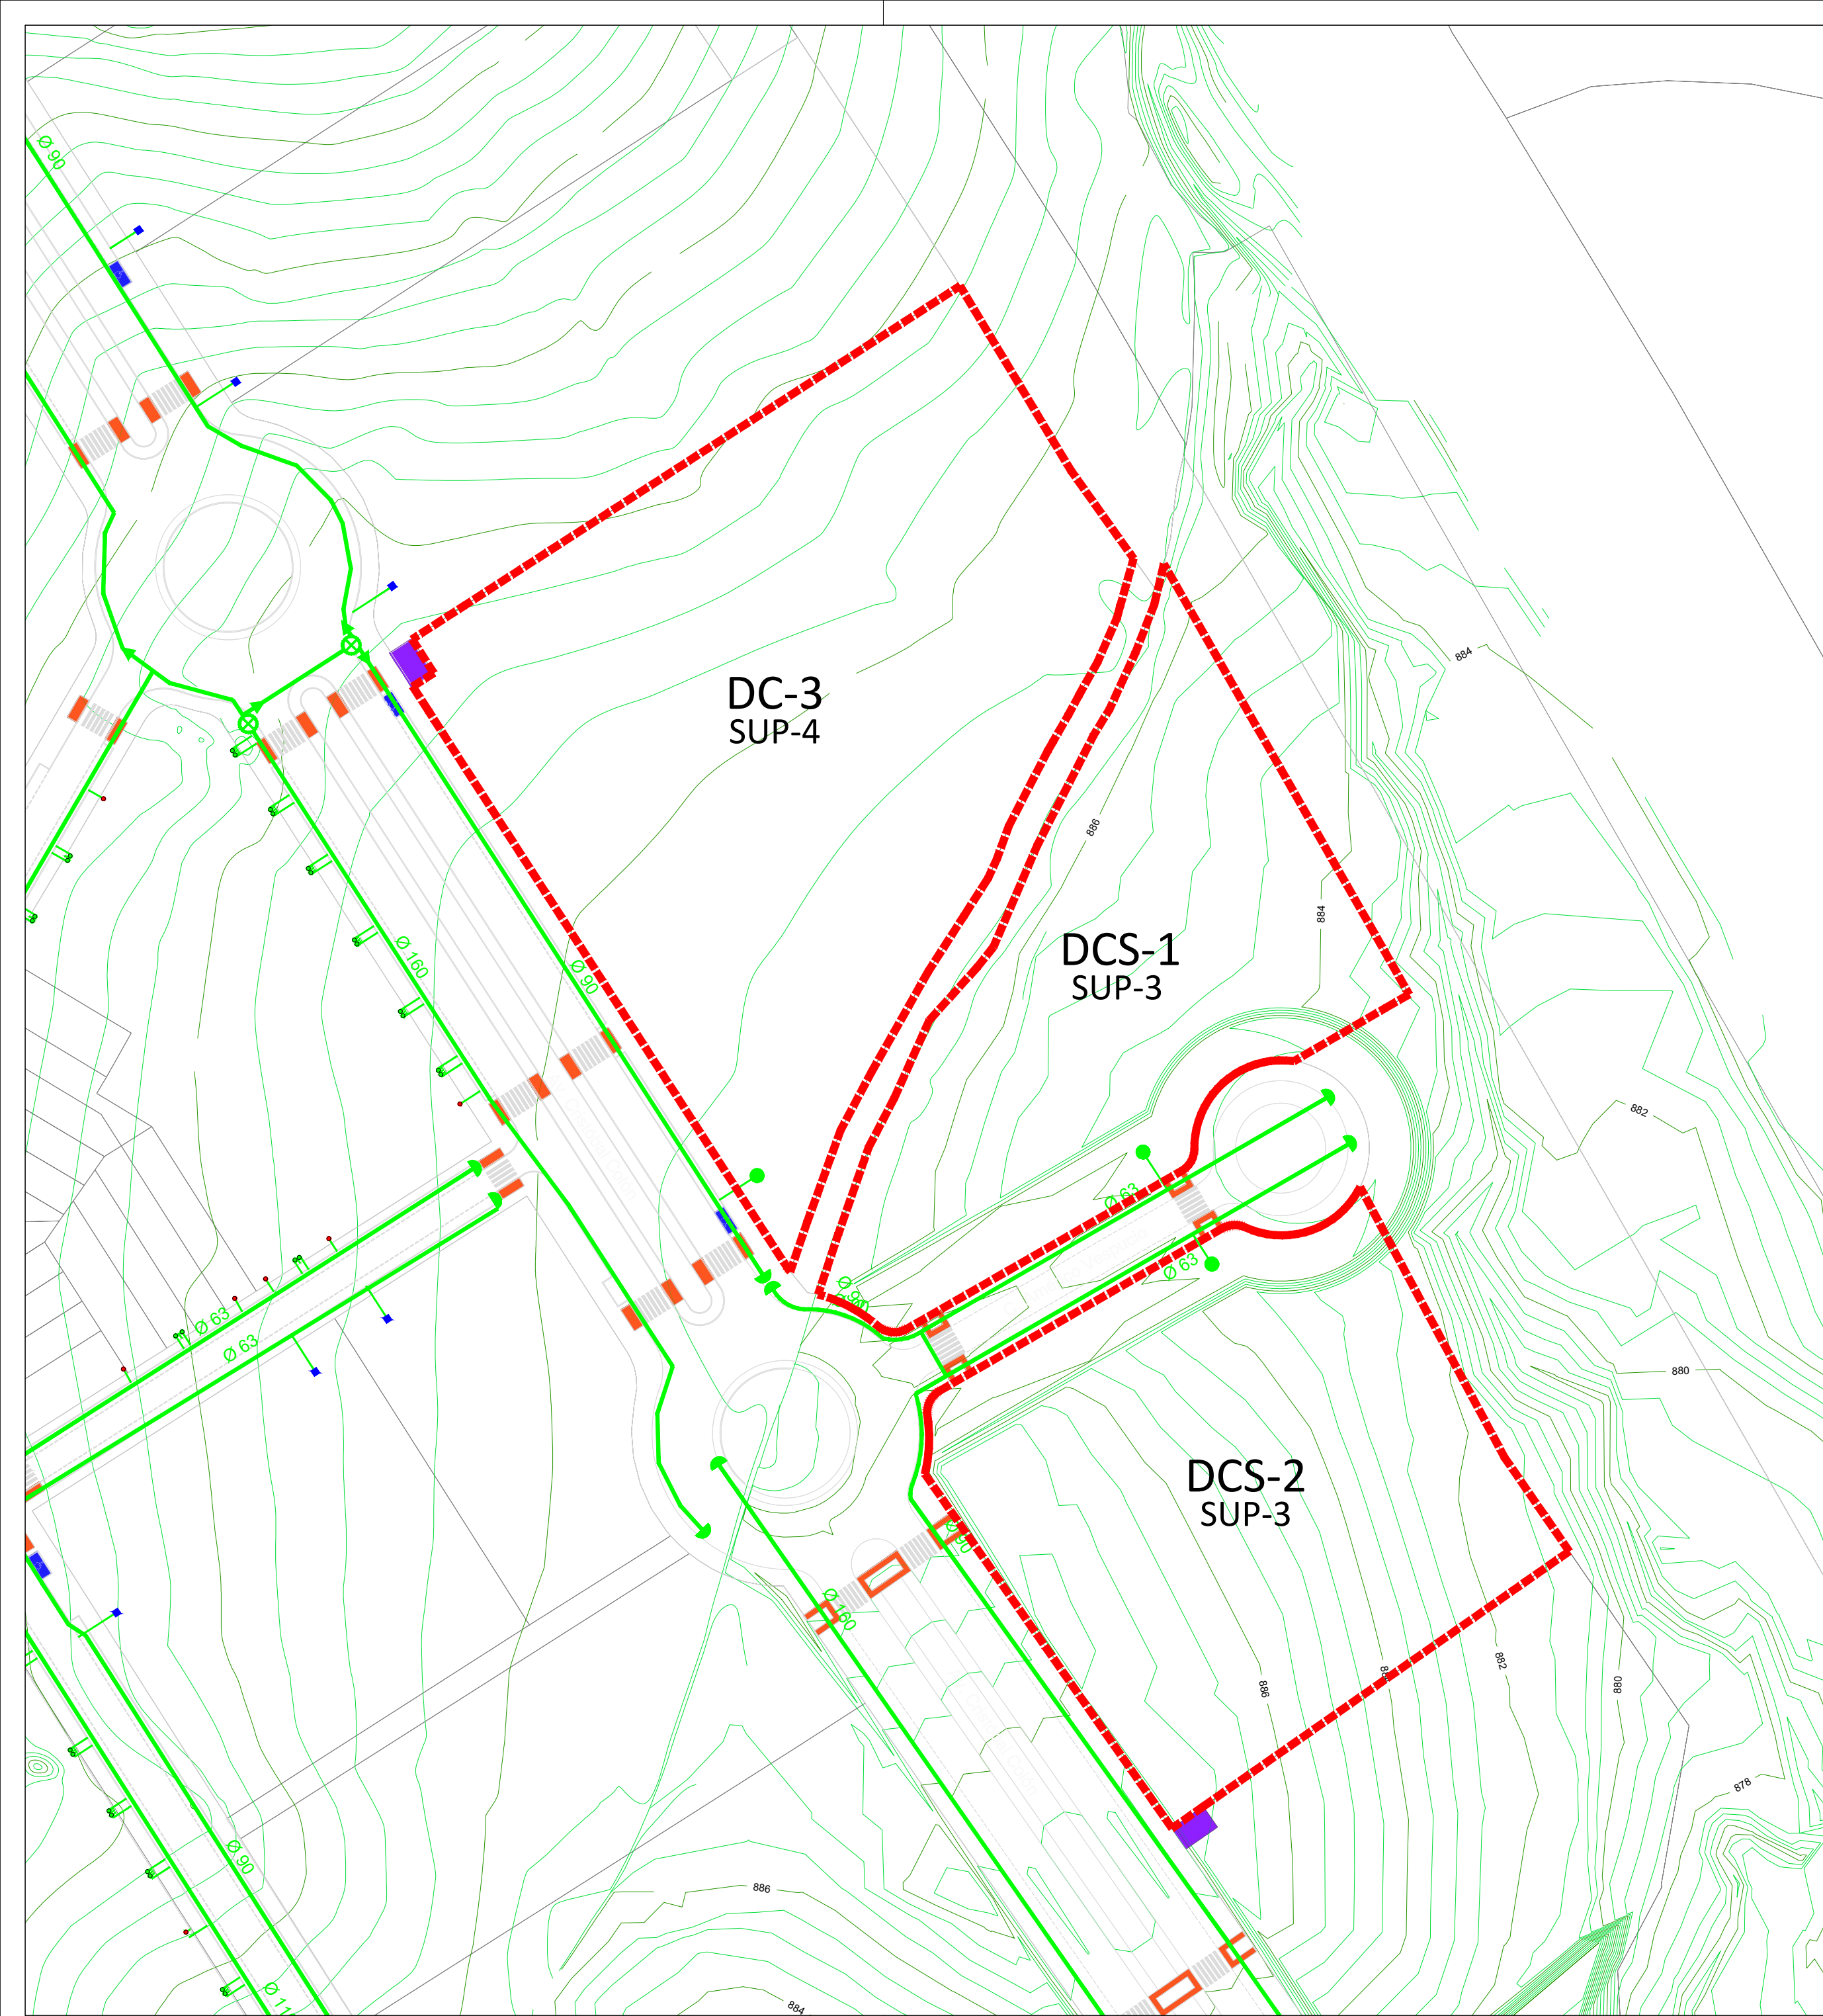 Ø 90
884
DC-3
SUP-4
886
884
DCS-1
SUP-3
Ø 160
Ø 90
882
Ø 63
Ø 63
Ø 90
Ø 63
Ø 63
880
DCS-2
SUP-3
Ø 90
Ø 160
882
880
886
878
Ø 90
886
884
Ø 11